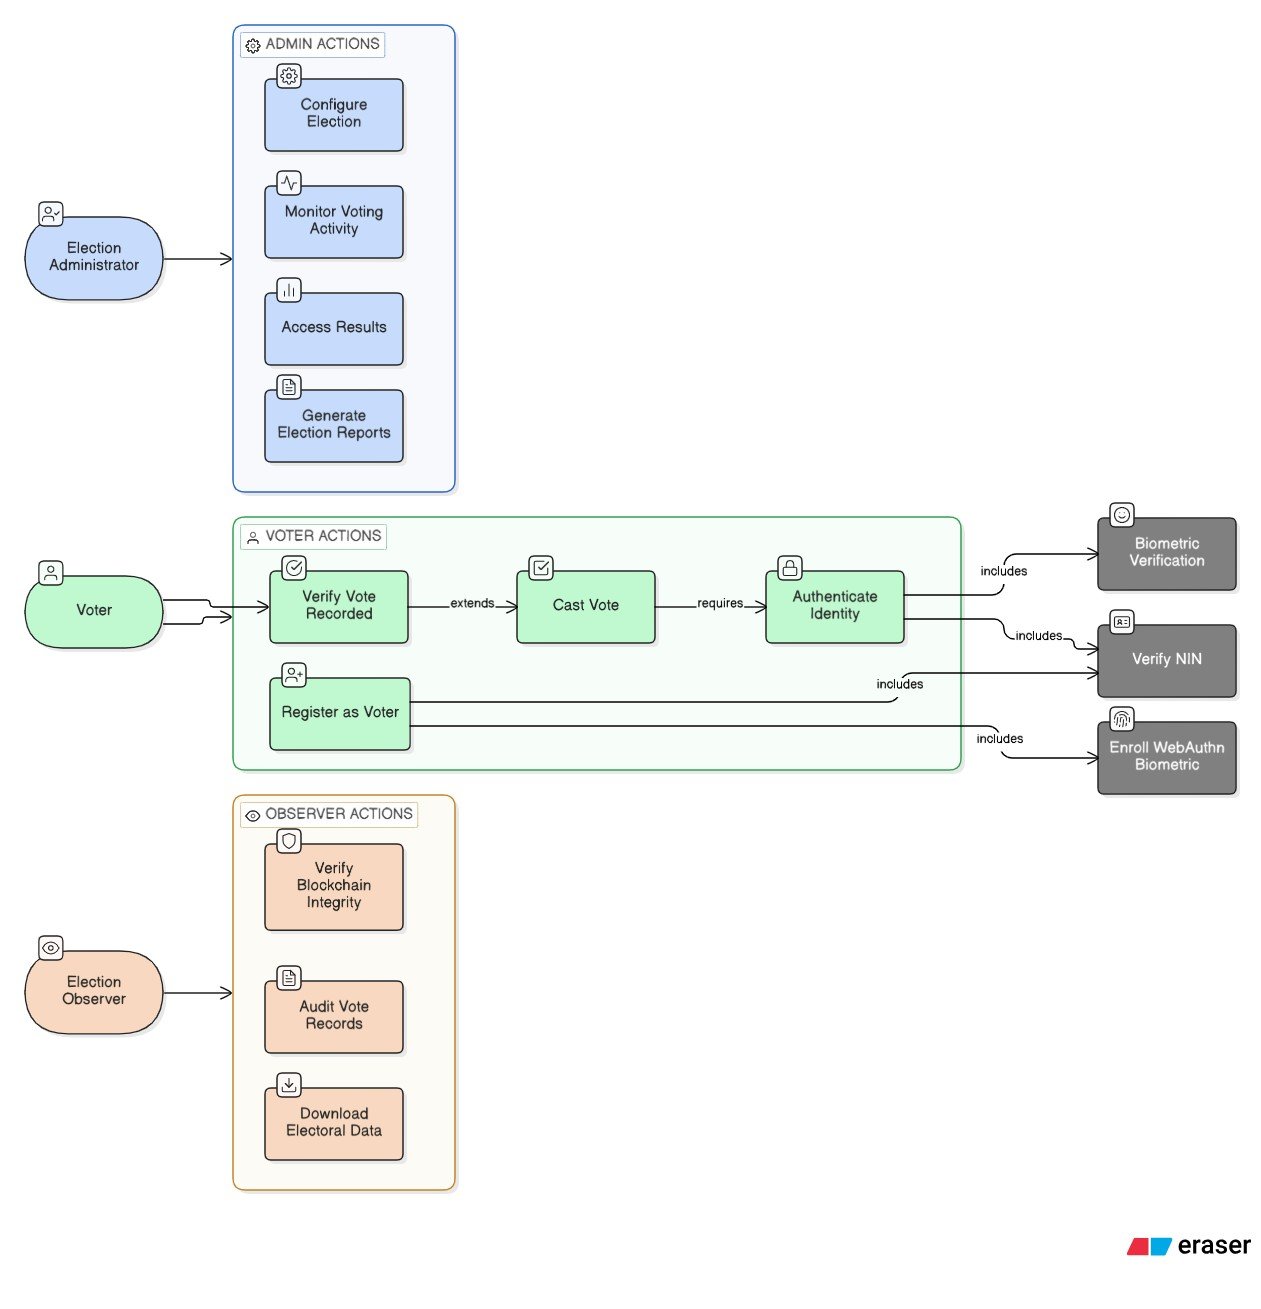 ADMIN ACTIONS
Configure
Election
Monitor Voting
Activity
Election
Administrator
Access Results
Generate
Election Reports
VOTER ACTIONS
Voter
Verify Vote
Recorded
extends
Cast Vote
requires
Authenticate
Identity
includes
Biometric
Verification
includes
Verify NIN
Register as Voter
includes
includes
Enroll WebAuthn
Biometric
OBSERVER ACTIONS
Verify
Blockchain
Integrity
Election
Observer
Audit Vote
Records
Download
Electoral Data
eraser